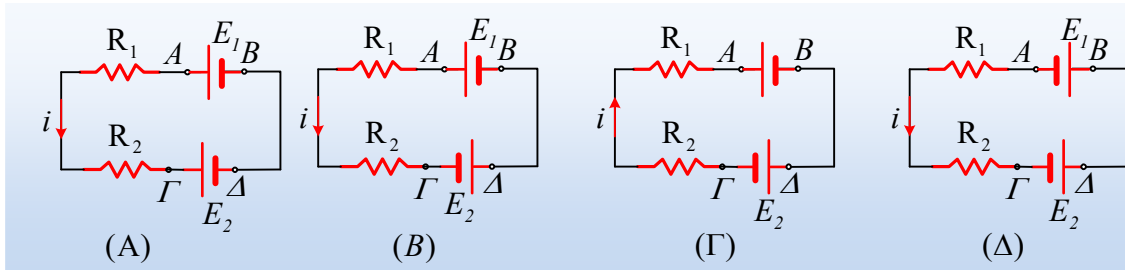 R1 A E1 B
i
R2 Γ Δ
E2
(A)
R1 A E1 B
i
R2 Γ E2 Δ
(B)
R1 A B
i
R2 Γ Δ
E2
(Γ)
R1 A E1 B
i
R2 Γ Δ
E2
(Δ)